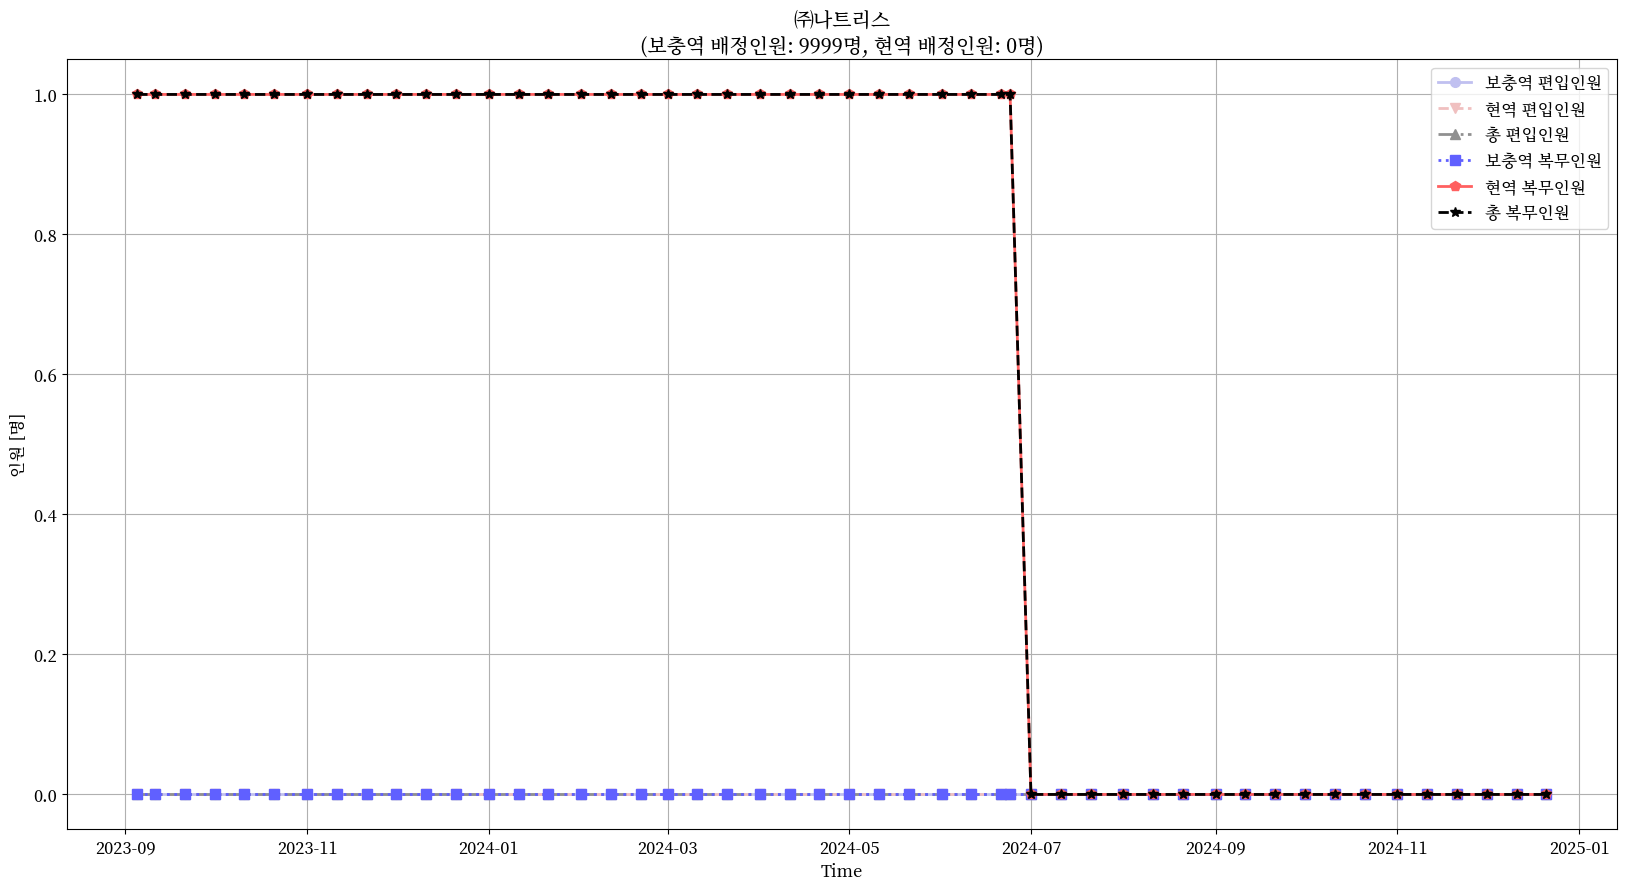 ㈜나트리스
(보충역 배정인원: 9999명, 현역 배정인원: 0명)
보충역 편입인원
현역 편입인원
총 편입인원
보충역 복무인원
현역 복무인원
총 복무인원
인원 [명]
1.0
0.8
0.6
0.4
0.2
0.0
2023-09
2023-11
2024-01
2024-03
2024-05
2024-07
2024-09
2024-11
2025-01
Time